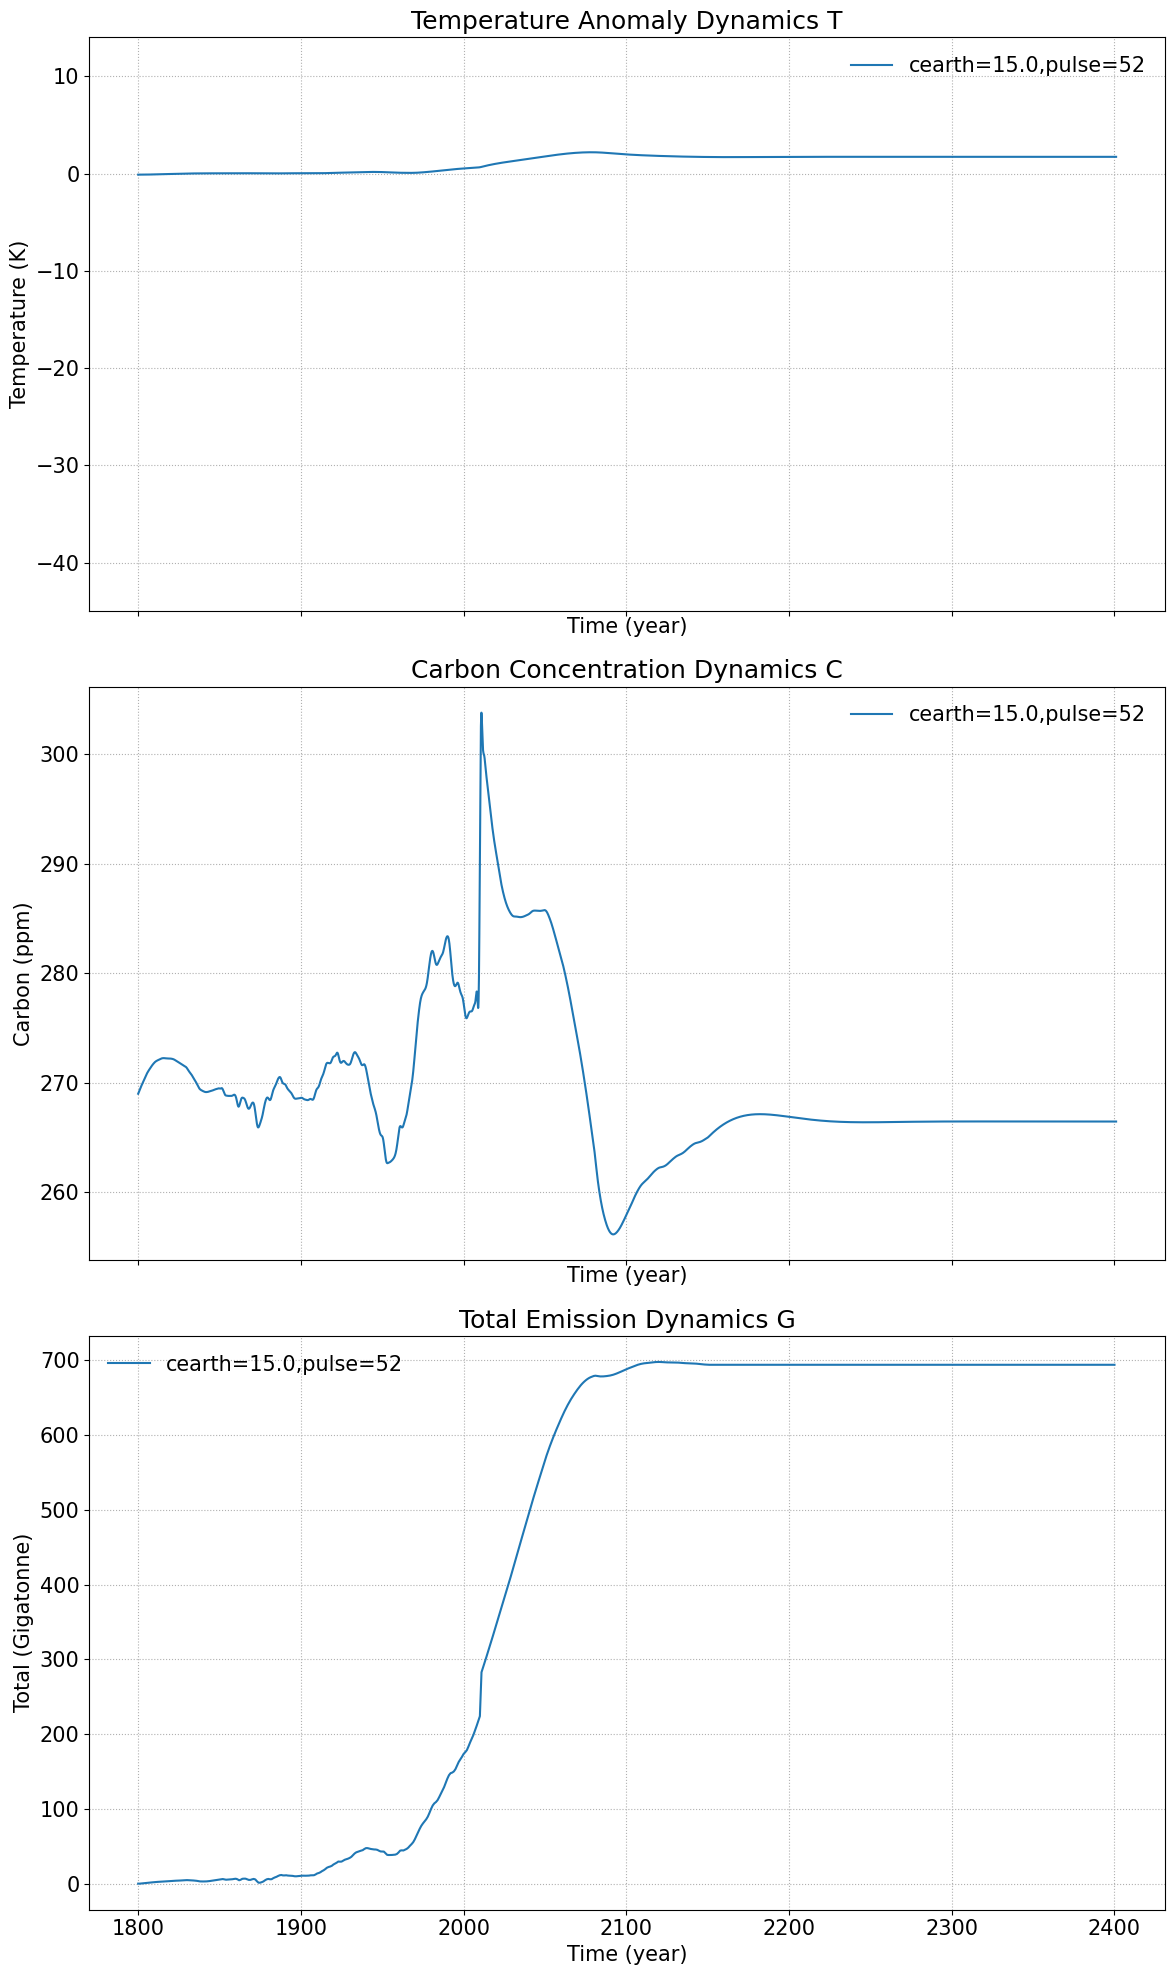 Temperature Anomaly Dynamics T
cearth=15.0,pulse=52
10
0
−10
−20
−30
−40
Temperature (K)
Time (year)
Carbon Concentration Dynamics C
cearth=15.0,pulse=52
300
290
280
270
260
Carbon (ppm)
Time (year)
Total Emission Dynamics G
cearth=15.0,pulse=52
700
600
500
400
300
200
100
0
Total (Gigatonne)
1800 1900 2000 2100 2200 2300 2400
Time (year)